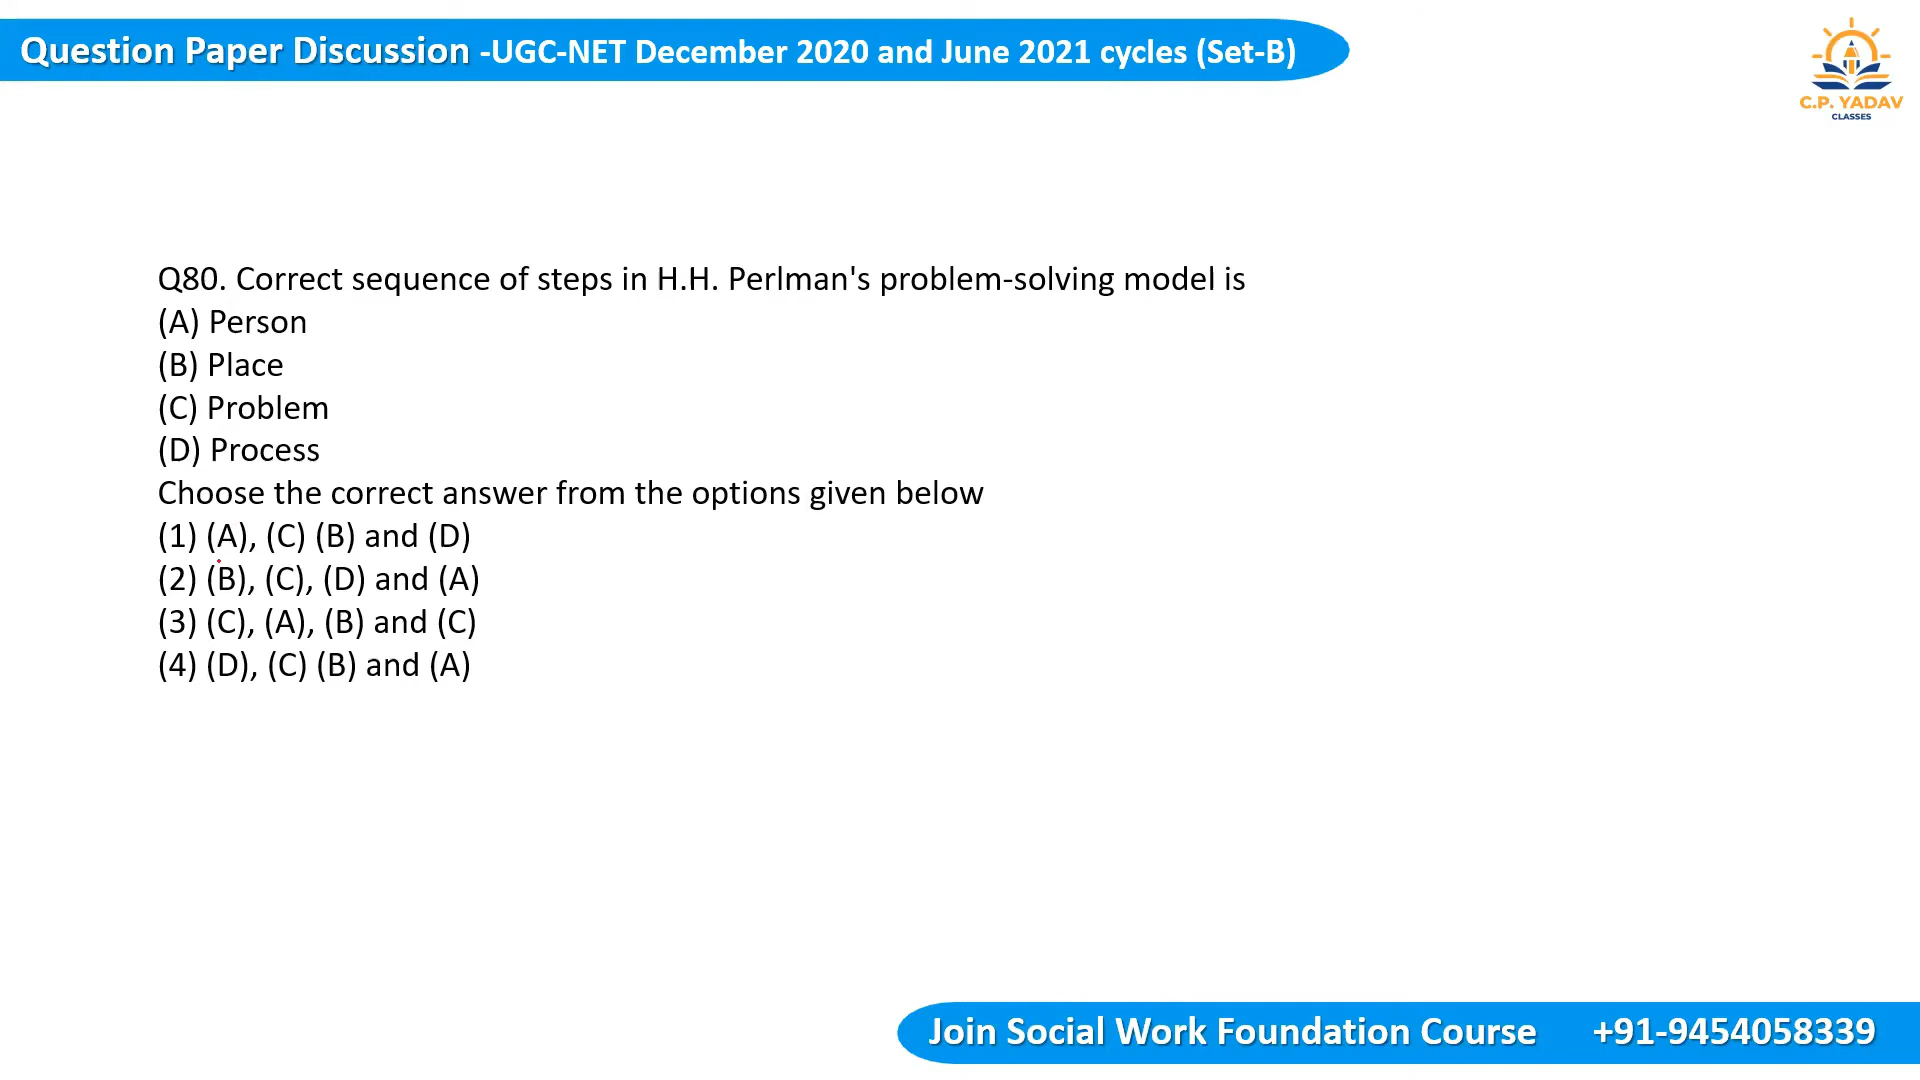 Question Paper Discussion -UGC-NET December 2020 and June 2021 cycles (Set-B)
C.P. YADAV
CLASSES
Q80. Correct sequence of steps in H.H. Perlman's problem-solving model is
(A) Person
(B) Place
(C) Problem
(D) Process
Choose the correct answer from the options given below
(1) (A), (C) (B) and (D)
(2) (B), (C), (D) and (A)
(3) (C), (A), (B) and (C)
(4) (D), (C) (B) and (A)
Join Social Work Foundation Course +91-9454058339